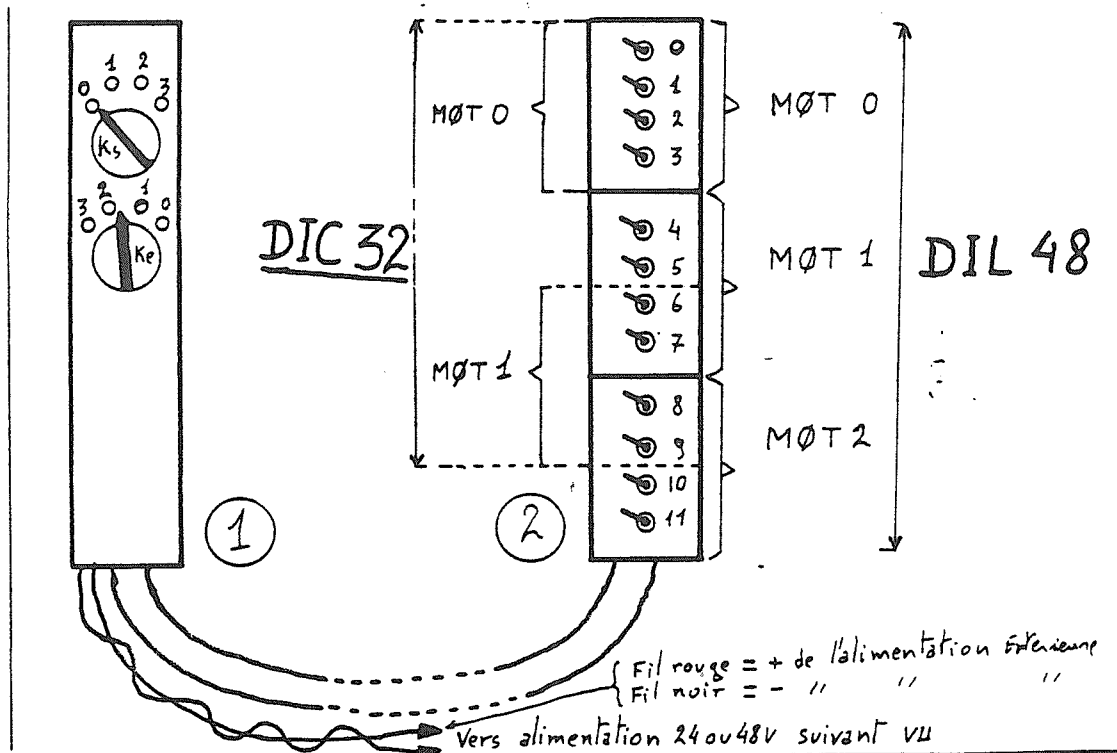 0 1 2 3
Ks
3 2 1 0
Ke
1
DIC 32
MØT 0
MØT 1
0
1
2
3
4
5
6
7
8
9
10
11
2
MØT 0
MØT 1
MØT 2
DIL 48
Fil rouge = + de l'alimentation Extérieure
Fil noir = - " " "
Vers alimentation 24 ou 48V suivant VU